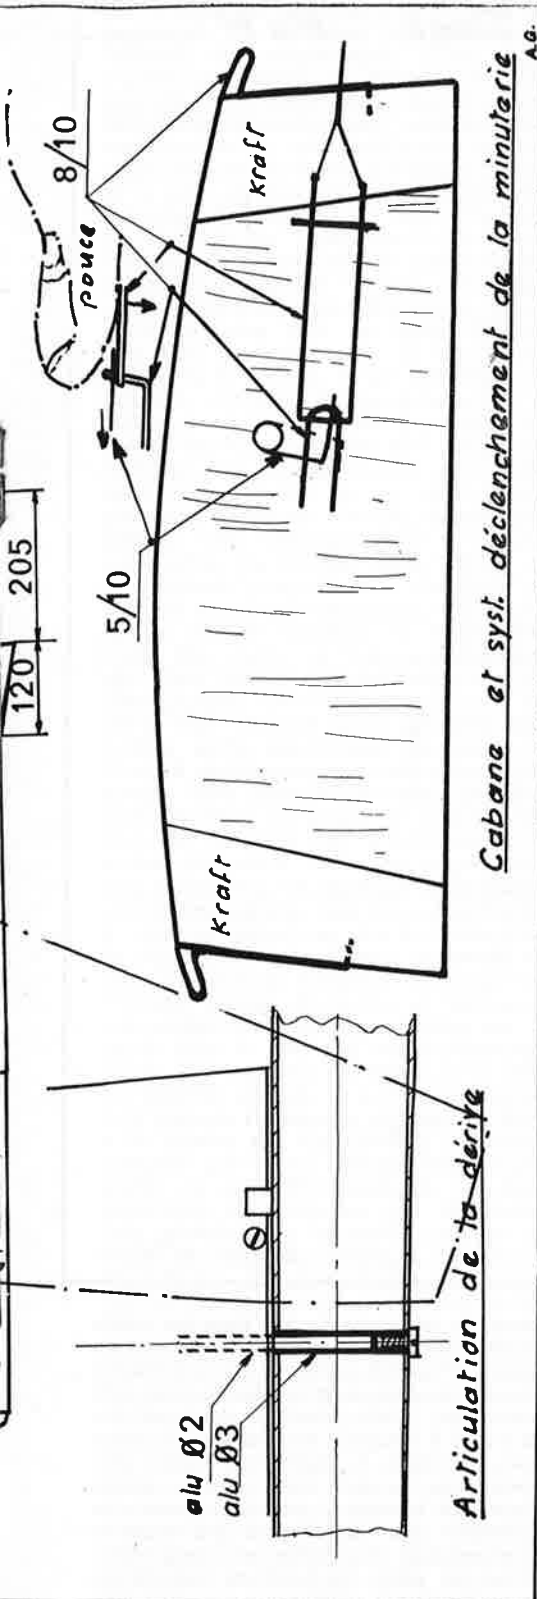 120
205
8/10
pouce
5/10
Kraft
Kraft
Cabane et syst. déclenchement de la minuterie
A.G.
alu Ø2
alu Ø3
Articulation de la dérive